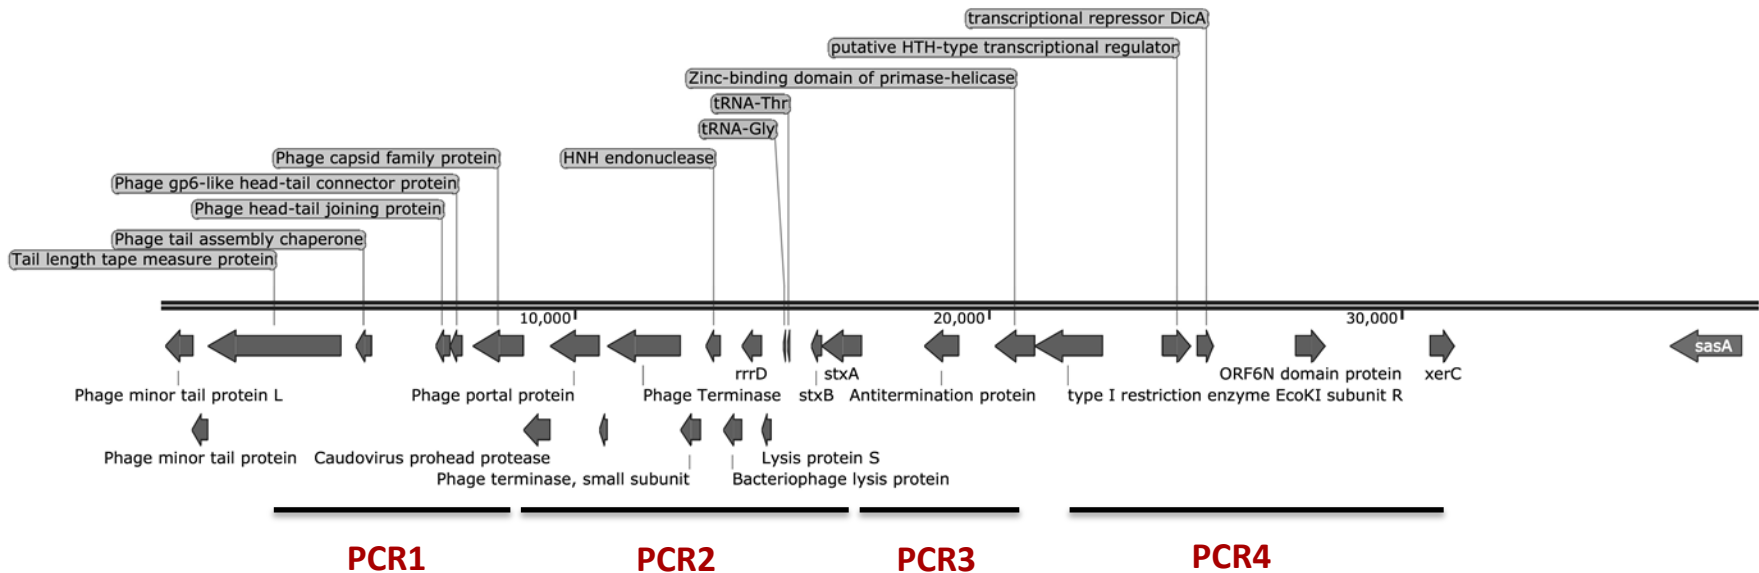 transcriptional repressor DicA
putative HTH-type transcriptional regulator
Zinc-binding domain of primase-helicase
tRNA-Thr
tRNA-Gly
Phage capsid family protein HNH endonuclease
Phage gp6-like head-tail connector protein
Phage head-tail joining protein
Phage tail assembly chaperone
Tail length tape measure protein
10,000 20,000 30,000
sasA
rrrD stxA ORF6N domain protein xerC
Phage minor tail protein L Phage portal protein Phage Terminase stxB Antitermination protein type I restriction enzyme EcoKI subunit R
Phage minor tail protein Caudovirus prohead protease Lysis protein S
Phage terminase, small subunit Bacteriophage lysis protein
PCR1 PCR2 PCR3 PCR4